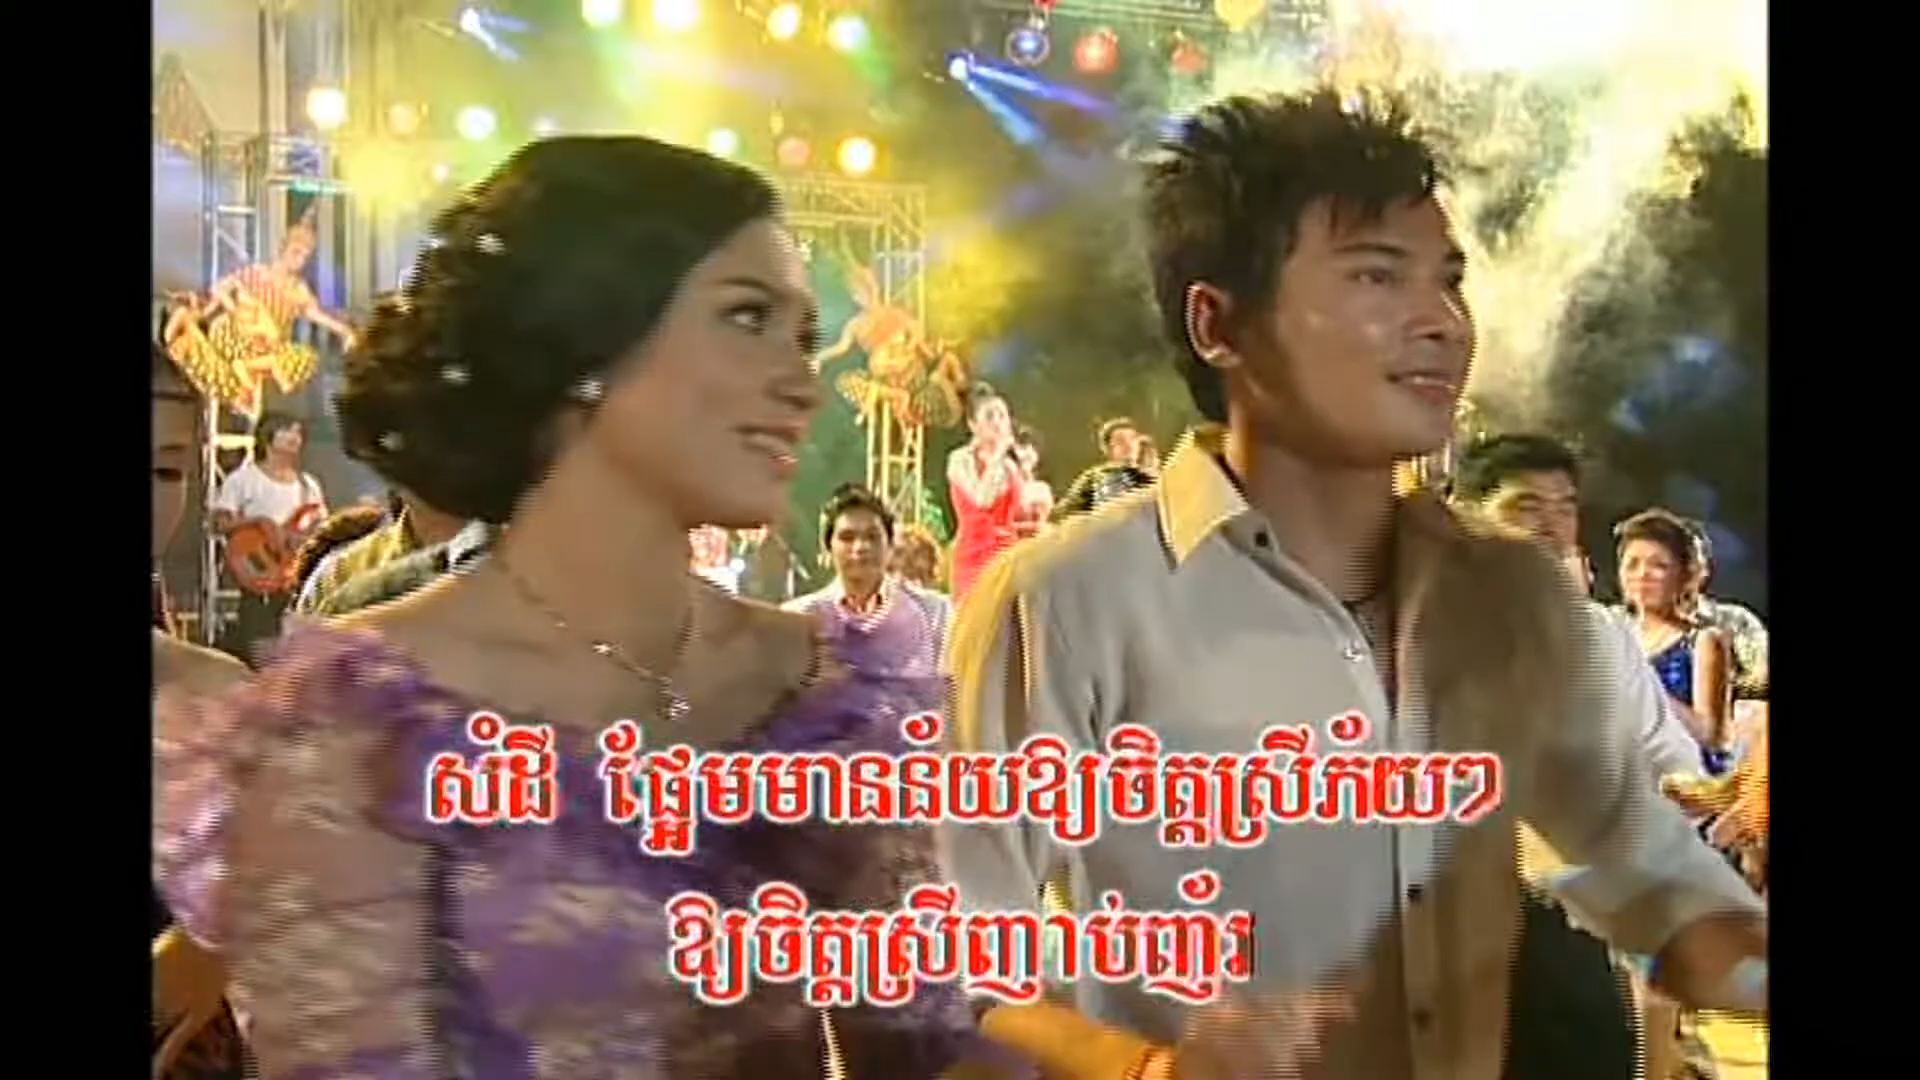 សំដី ផ្អែមមានន័យឱ្យចិត្តស្រីភ័យៗ
ឱ្យចិត្តស្រីញាប់ញ័រ